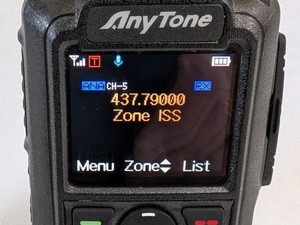 AnyTone
T
ANA CH-5 RX
437.79000
Zone ISS
Menu Zone List